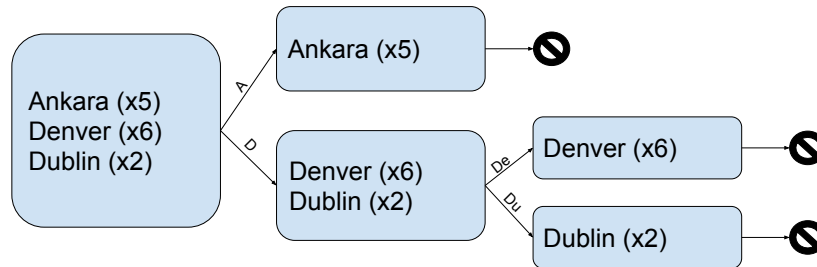 Ankara (x5)
Denver (x6)
Dublin (x2)
A
D
Ankara (x5)
Denver (x6)
Dublin (x2)
De
Du
Denver (x6)
Dublin (x2)